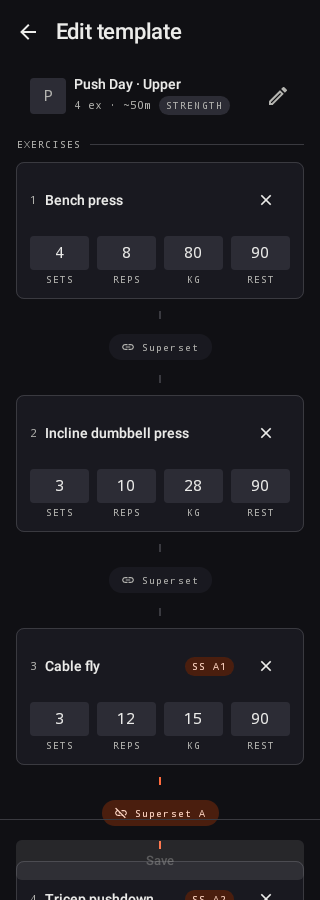 Edit template
P
Push Day · Upper
4 ex · ~50m STRENGTH
EXERCISES
1 Bench press
4 8 80 90
SETS REPS KG REST
Superset
2 Incline dumbbell press
3 10 28 90
SETS REPS KG REST
Superset
3 Cable fly SS A1
3 12 15 90
SETS REPS KG REST
Superset A
Save
4 Tricep pushdown SS A2